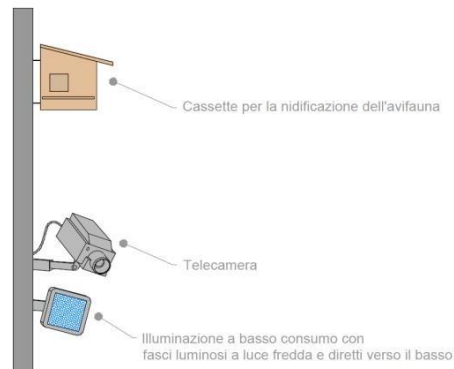 Cassette per la nidificazione dell'avifauna
Telecamera
Illuminazione a basso consumo con
fasci luminosi a luce fredda e diretti verso il basso